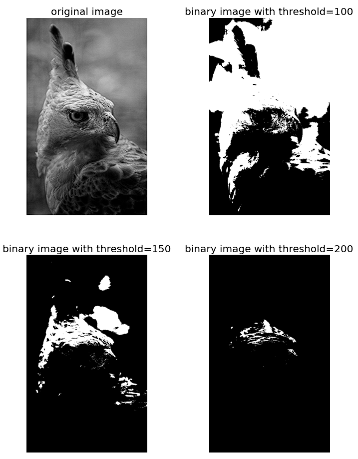 original image
binary image with threshold=100
binary image with threshold=150
binary image with threshold=200